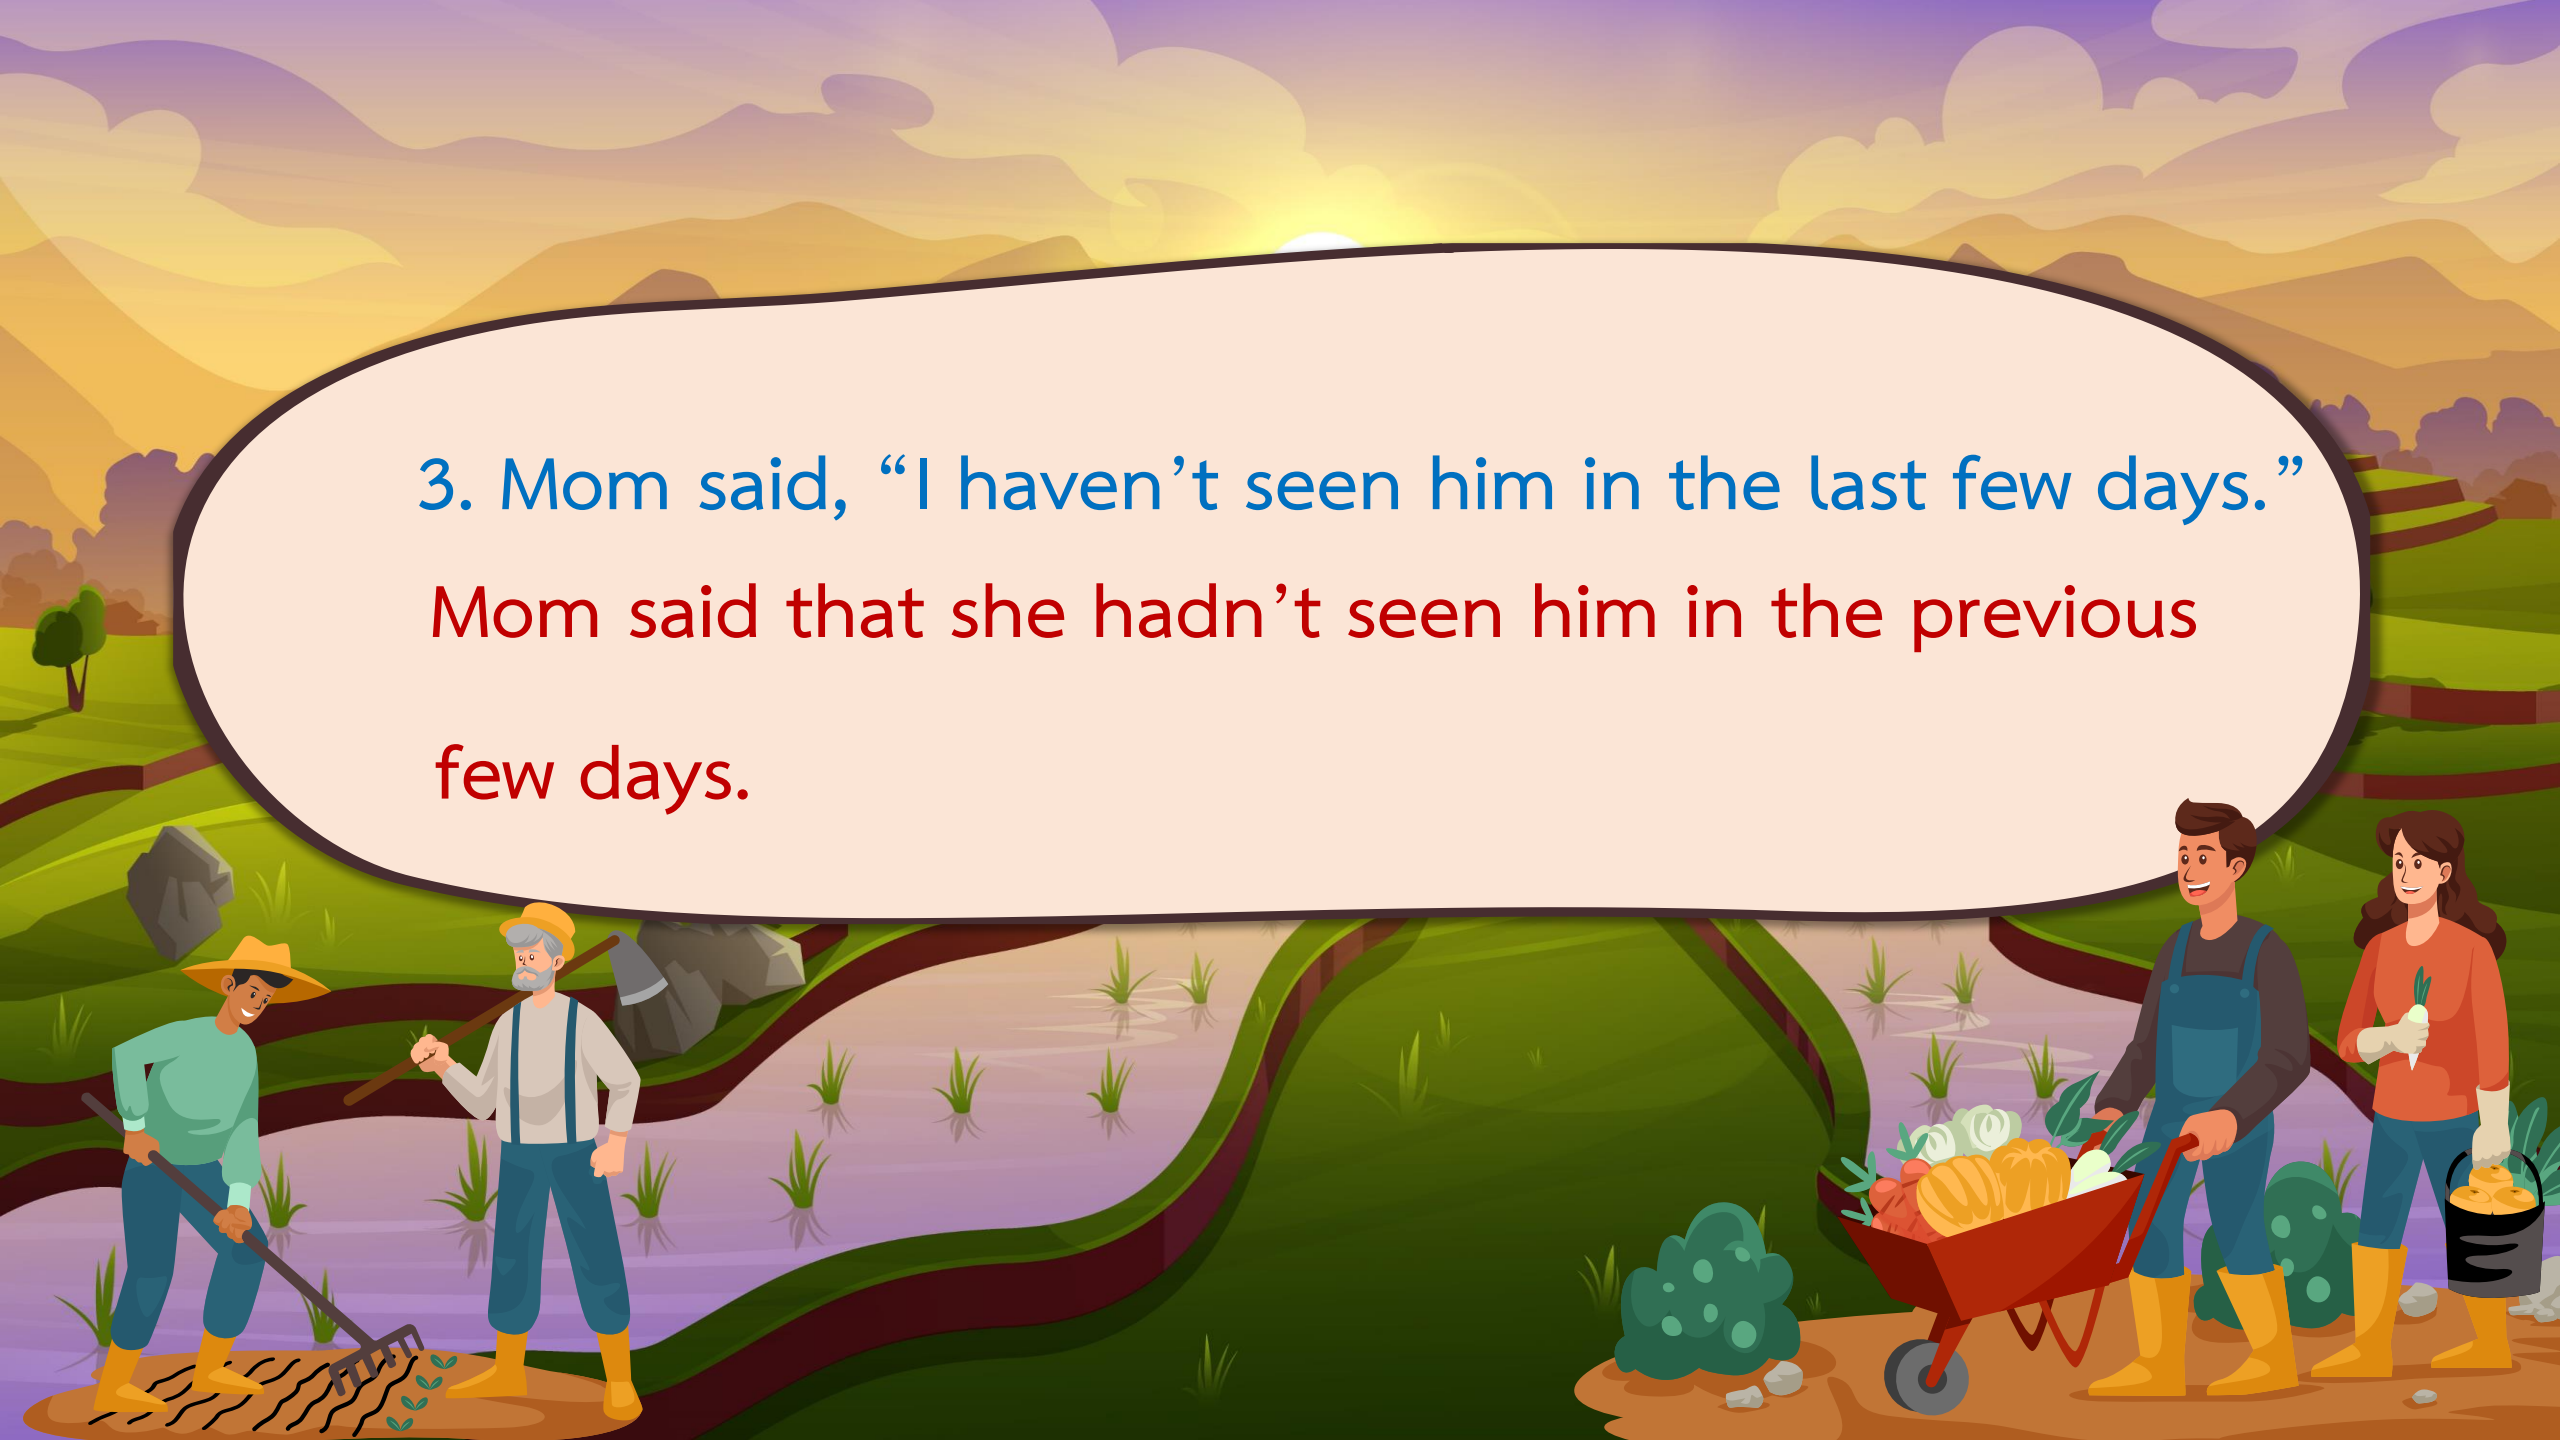 3. Mom said, “I haven’t seen him in the last few days.”
Mom said that she hadn’t seen him in the previous
few days.